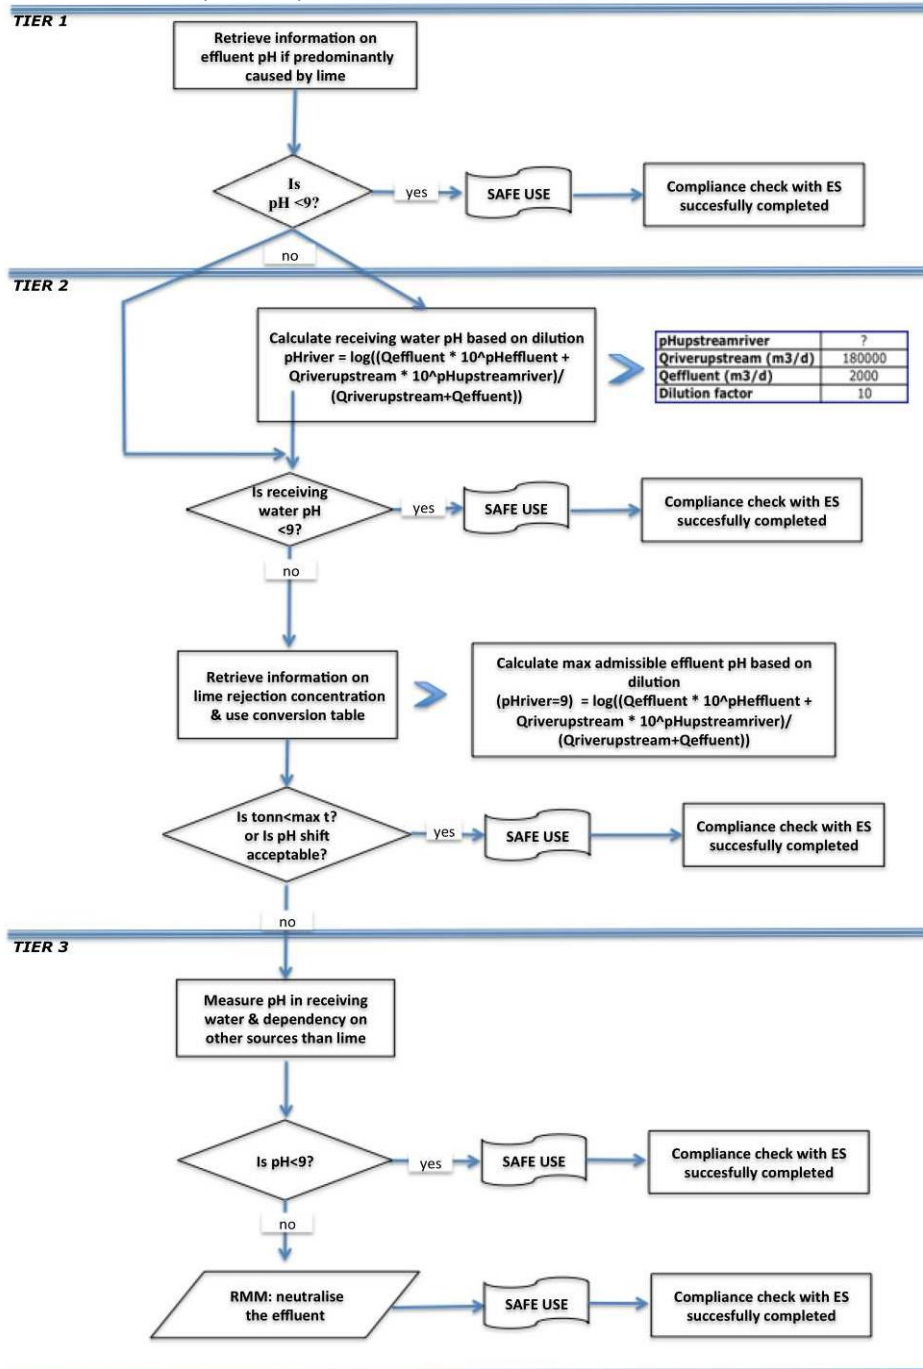 TIER 1
Retrieve information on
effluent pH if predominantly
caused by lime
Is
pH <9?
yes
SAFE USE
Compliance check with ES
succesfully completed
no
TIER 2
Calculate receiving water pH based on dilution
pHriver = log((Qeffluent * 10^pHeffluent +
Qriverupstream * 10^pHupstreamriver)/
(Qriverupstream+Qeffuent))
pHupstreamriver ?
Qriverupstream (m3/d) 180000
Qeffluent (m3/d) 2000
Dilution factor 10
Is receiving
water pH
<9?
yes
SAFE USE
Compliance check with ES
succesfully completed
no
Retrieve information on
lime rejection concentration
& use conversion table
Calculate max admissible effluent pH based on
dilution
(pHriver=9) = log((Qeffluent * 10^pHeffluent +
Qriverupstream * 10^pHupstreamriver)/
(Qriverupstream+Qeffuent))
Is tonn<max t?
or Is pH shift
acceptable?
yes
SAFE USE
Compliance check with ES
succesfully completed
no
TIER 3
Measure pH in receiving
water & dependency on
other sources than lime
Is pH<9?
yes
SAFE USE
Compliance check with ES
succesfully completed
no
RMM: neutralise
the effluent
SAFE USE
Compliance check with ES
succesfully completed